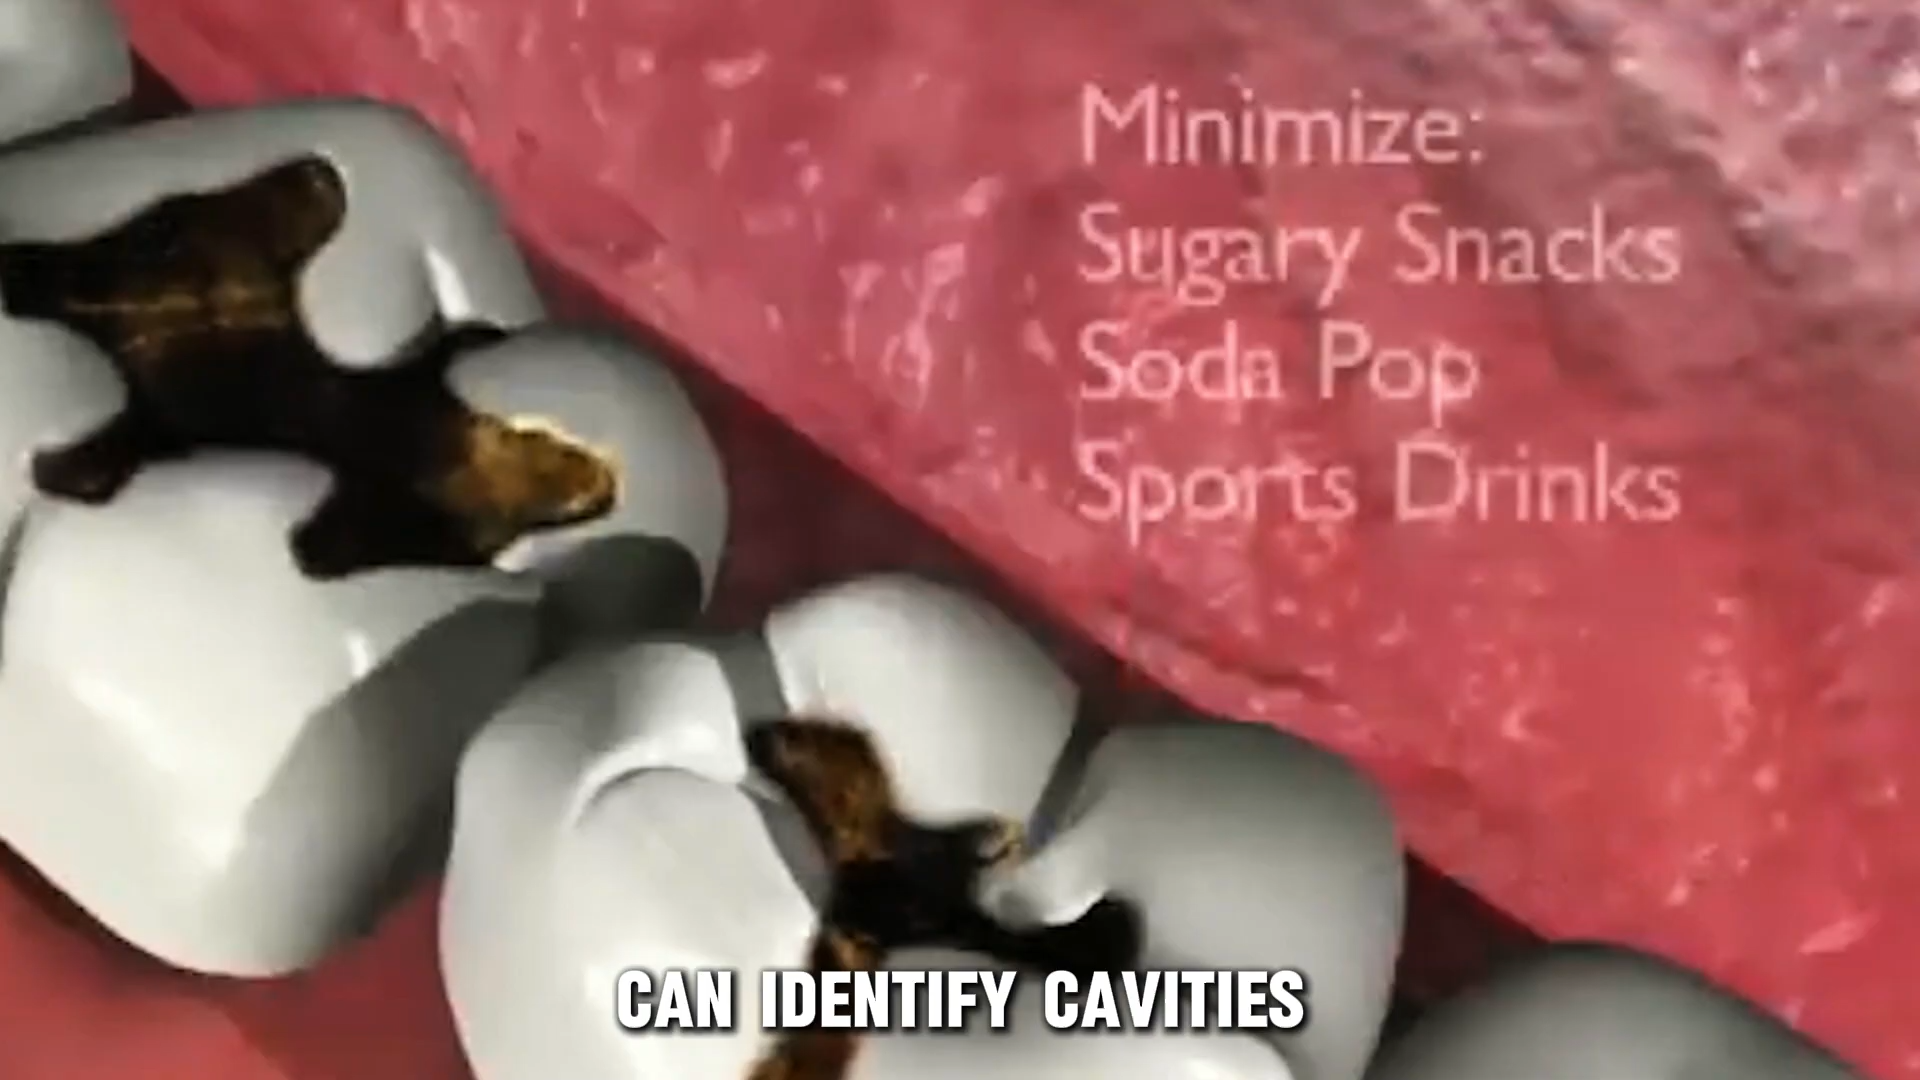 Minimize:
Sugary Snacks
Soda Pop
Sports Drinks
CAN IDENTIFY CAVITIES